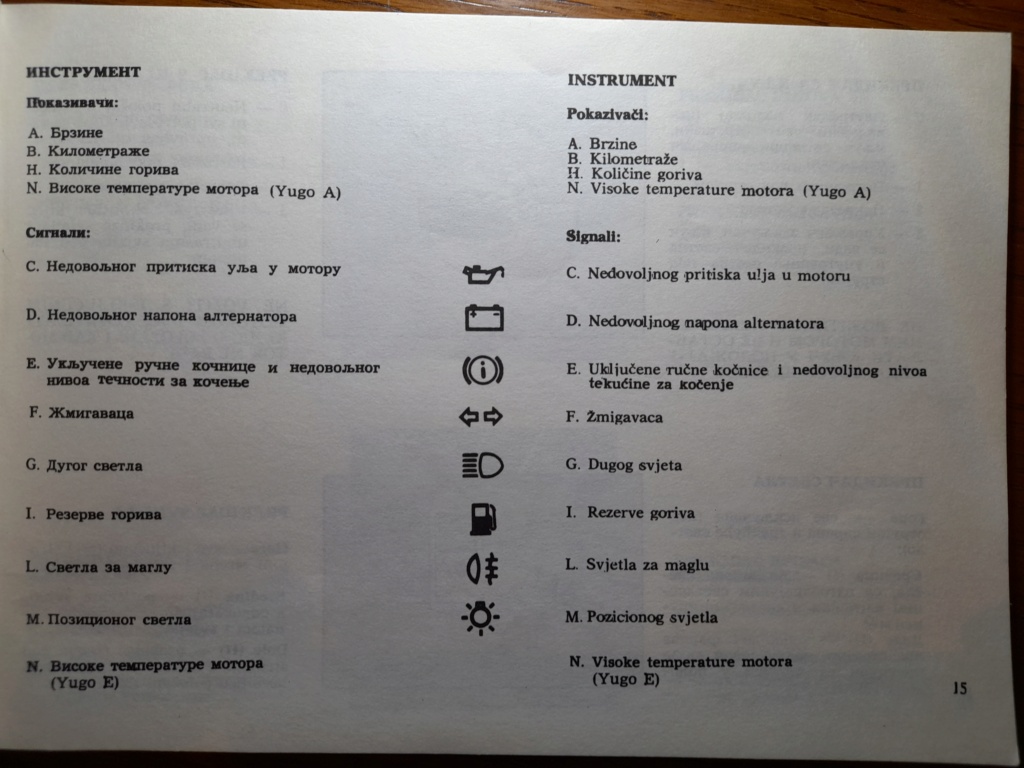 ИНСТРУМЕНТ
Показивачи:
A. Брзине
B. Километраже
H. Количине горива
N. Високе температуре мотора (Yugo A)
Сигнали:
C. Недовољног притиска уља у мотору
D. Недовољног напона алтернатора
E. Укључене ручне кочнице и недовољног
нивоа течности за кочење
F. Жмигаваца
G. Дугог светла
I. Резерве горива
L. Светла за маглу
M. Позиционог светла
N. Високе температуре мотора
(Yugo E)
INSTRUMENT
Pokazivači:
A. Brzine
B. Kilometraže
H. Količine goriva
N. Visoke temperature motora (Yugo A)
Signali:
C. Nedovoljnog pritiska ulja u motoru
D. Nedovoljnog napona alternatora
E. Uključene ručne kočnice i nedovoljnog nivoa
tekućine za kočenje
F. Žmigavaca
G. Dugog svjeta
I. Rezerve goriva
L. Svjetla za maglu
M. Pozicionog svjetla
N. Visoke temperature motora
(Yugo E)
15